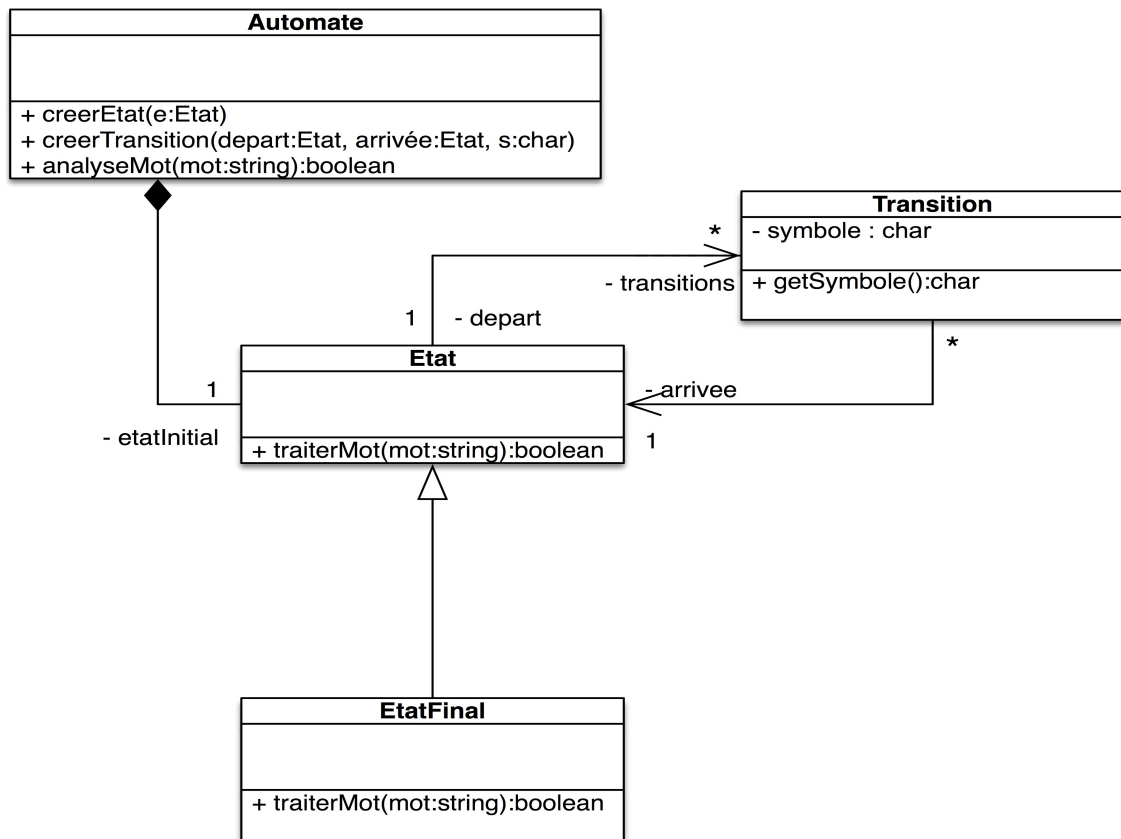 Automate
+ creerEtat(e:Etat)
+ creerTransition(depart:Etat, arrivée:Etat, s:char)
+ analyseMot(mot:string):boolean
Transition
- symbole : char
+ getSymbole():char
*
- transitions
1
- depart
*
Etat
+ traiterMot(mot:string):boolean
1
- etatInitial
- arrivee
1
EtatFinal
+ traiterMot(mot:string):boolean